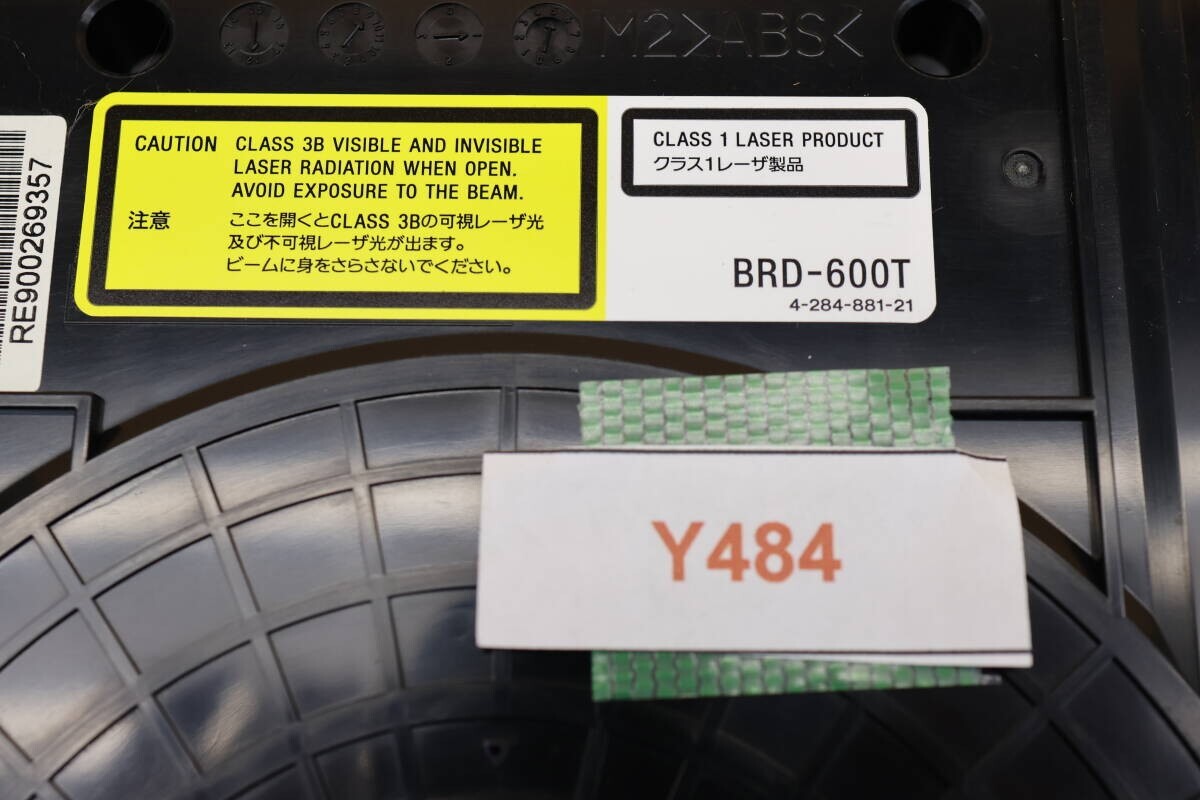 M2>ABS<
CAUTION CLASS 3B VISIBLE AND INVISIBLE
LASER RADIATION WHEN OPEN.
AVOID EXPOSURE TO THE BEAM.
注意 ここを開くとCLASS 3Bの可視レーザ光
及び不可視レーザ光が出ます。
ビームに身をさらさないでください。
CLASS 1 LASER PRODUCT
クラス1レーザ製品
BRD-600T
4-284-881-21
RE900269357
Y484